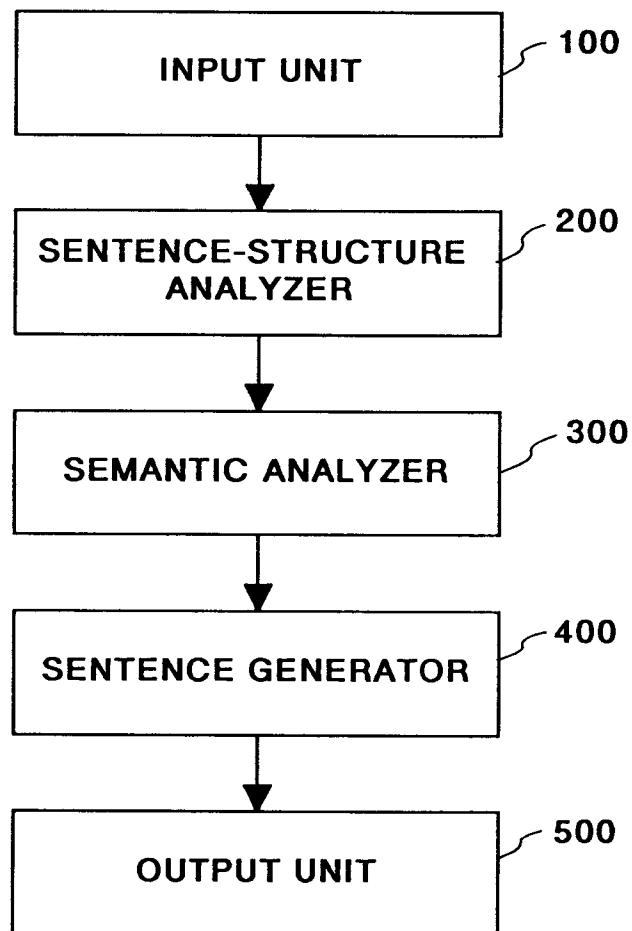 INPUT UNIT
100
SENTENCE-STRUCTURE
ANALYZER
200
SEMANTIC ANALYZER
300
SENTENCE GENERATOR
400
OUTPUT UNIT
500